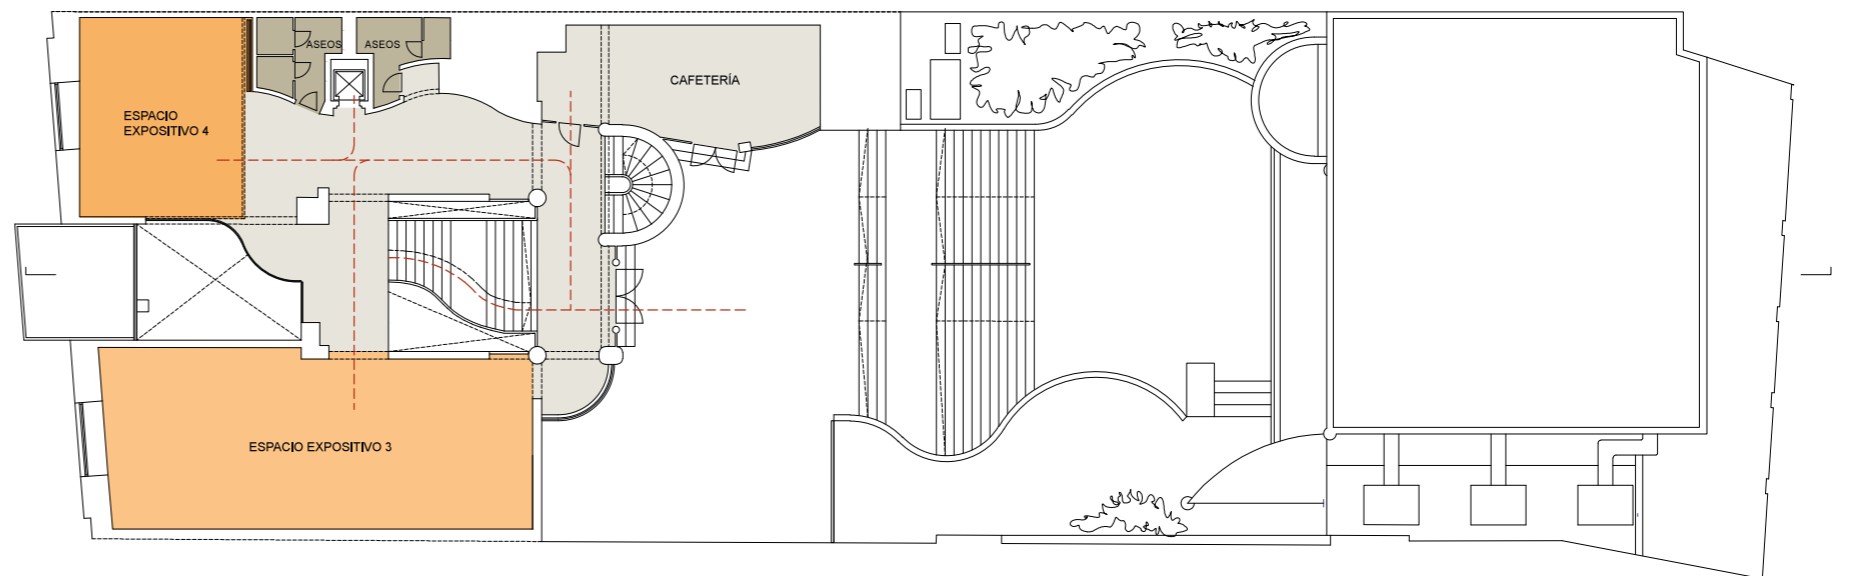 ASEOS
ASEOS
CAFETERÍA
ESPACIO
EXPOSITIVO 4
ESPACIO EXPOSITIVO 3